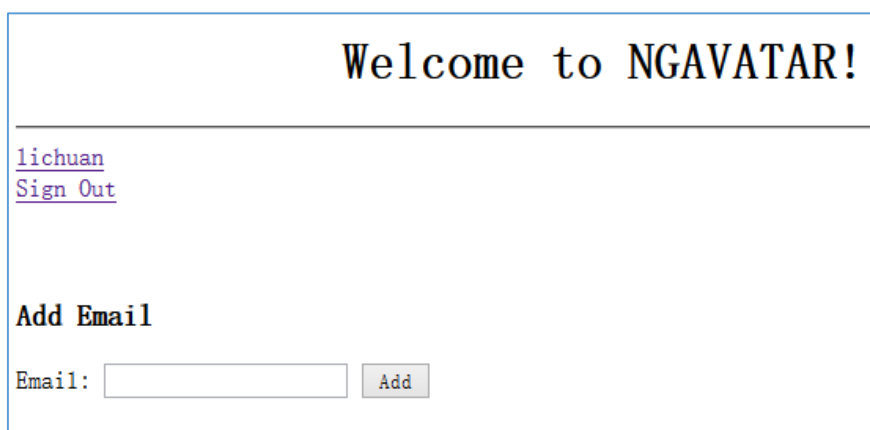 Welcome to NGAVATAR!
lichuan
Sign Out
Add Email
Email: Add